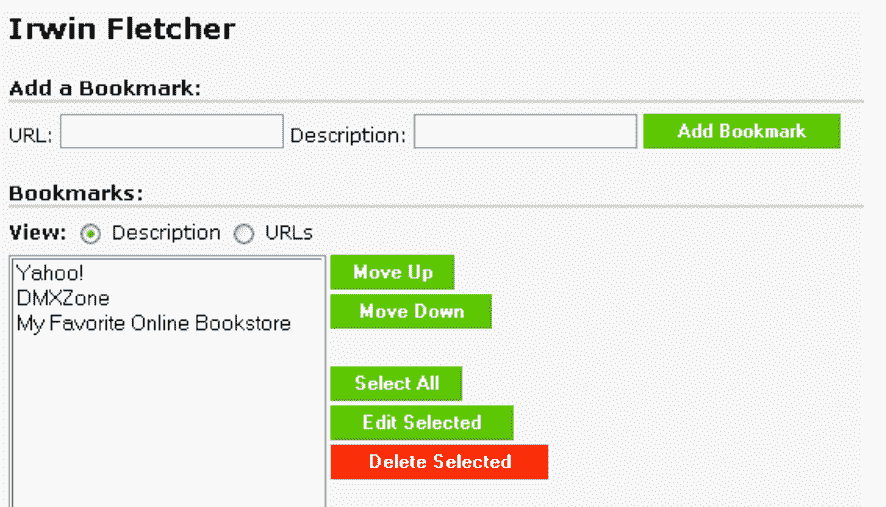 Irwin Fletcher
Add a Bookmark:
URL: Description: Add Bookmark
Bookmarks:
View: Description URLs
Yahoo!
DMXZone
My Favorite Online Bookstore
Move Up
Move Down
Select All
Edit Selected
Delete Selected